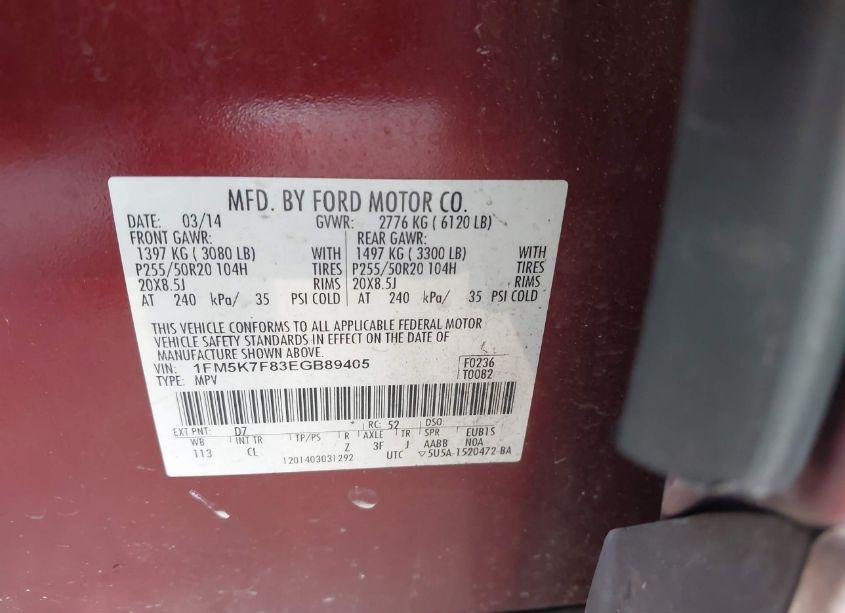 MFD. BY FORD MOTOR CO.
DATE: 03/14 GVWR: 2776 KG ( 6120 LB)
FRONT GAWR: REAR GAWR:
1397 KG ( 3080 LB) WITH 1497 KG ( 3300 LB) WITH
P255/50R20 104H TIRES P255/50R20 104H TIRES
20X8.5J RIMS 20X8.5J RIMS
AT 240 kPa/ 35 PSI COLD AT 240 kPa/ 35 PSI COLD
THIS VEHICLE CONFORMS TO ALL APPLICABLE FEDERAL MOTOR
VEHICLE SAFETY STANDARDS IN EFFECT ON THE DATE OF
MANUFACTURE SHOWN ABOVE.
VIN: 1FM5K7F83EGB89405 F0236
TYPE: MPV T0082
EXT PNT: D7 * RC: 52 DSO:
WB INT TR TP/PS R AXLE TR SPR EUB1S
113 CL Z 3F J AABB N0A
1201403031292 UTC ▽5U5A-1520472-BA